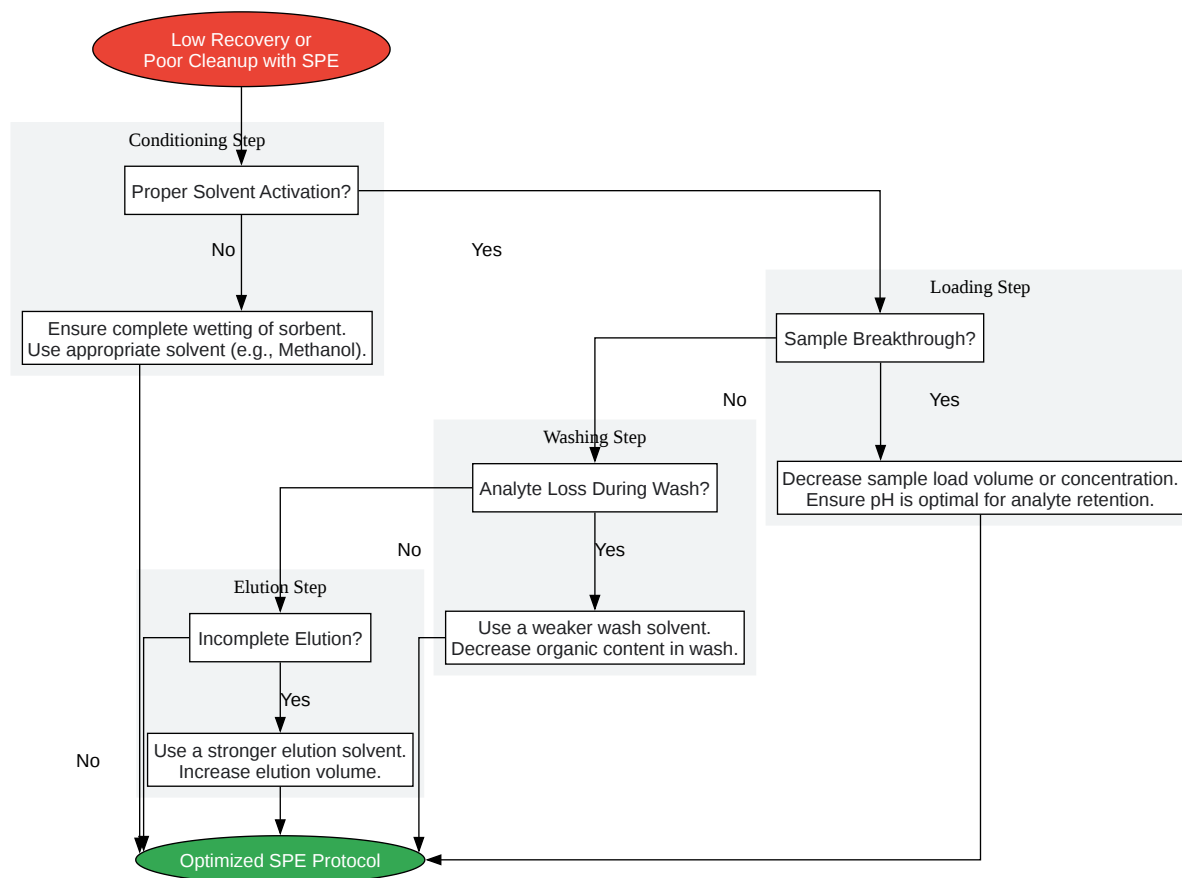 Low Recovery or
Poor Cleanup with SPE
Conditioning Step
Proper Solvent Activation?
No
Yes
Ensure complete wetting of sorbent.
Use appropriate solvent (e.g., Methanol).
Loading Step
Sample Breakthrough?
No
Yes
Decrease sample load volume or concentration.
Ensure pH is optimal for analyte retention.
Washing Step
Analyte Loss During Wash?
No
Yes
Use a weaker wash solvent.
Decrease organic content in wash.
Elution Step
Incomplete Elution?
Yes
No
Use a stronger elution solvent.
Increase elution volume.
Optimized SPE Protocol